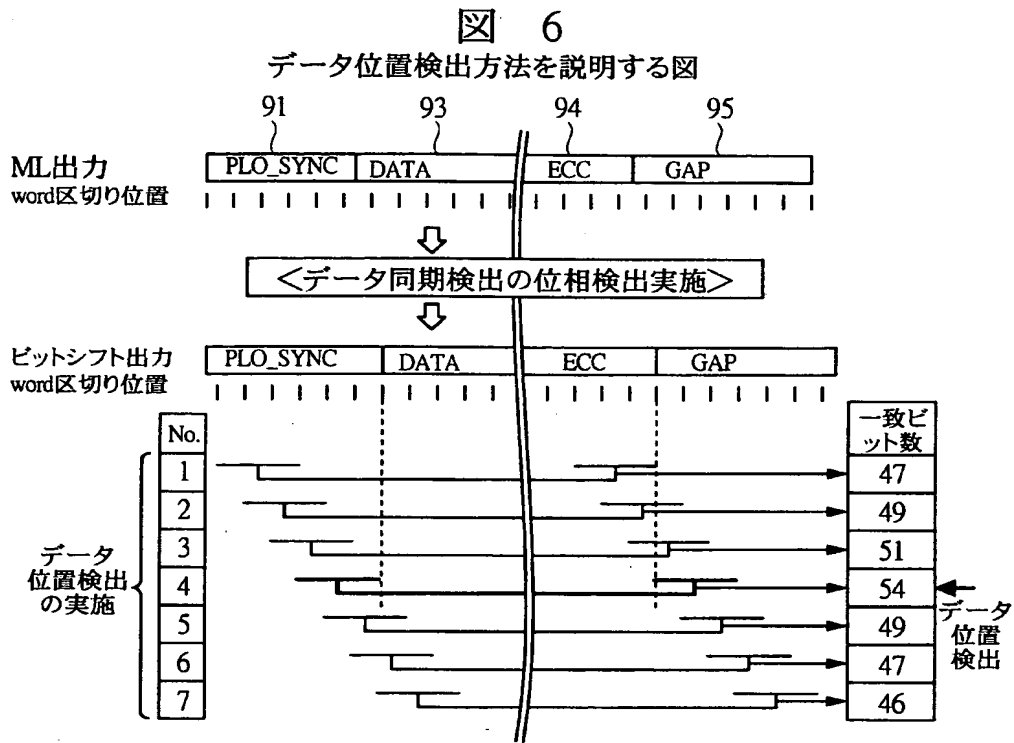 図 6
データ位置検出方法を説明する図
91 93 94 95
ML出力 PLO_SYNC DATA ECC GAP
word区切り位置
<データ同期検出の位相検出実施>
ビットシフト出力 PLO_SYNC DATA ECC GAP
word区切り位置
No. 一致ビ
ット数
1 47
2 49
3 51
4 54
5 49
6 47
7 46
データ
位置検出
の実施
データ
位置
検出